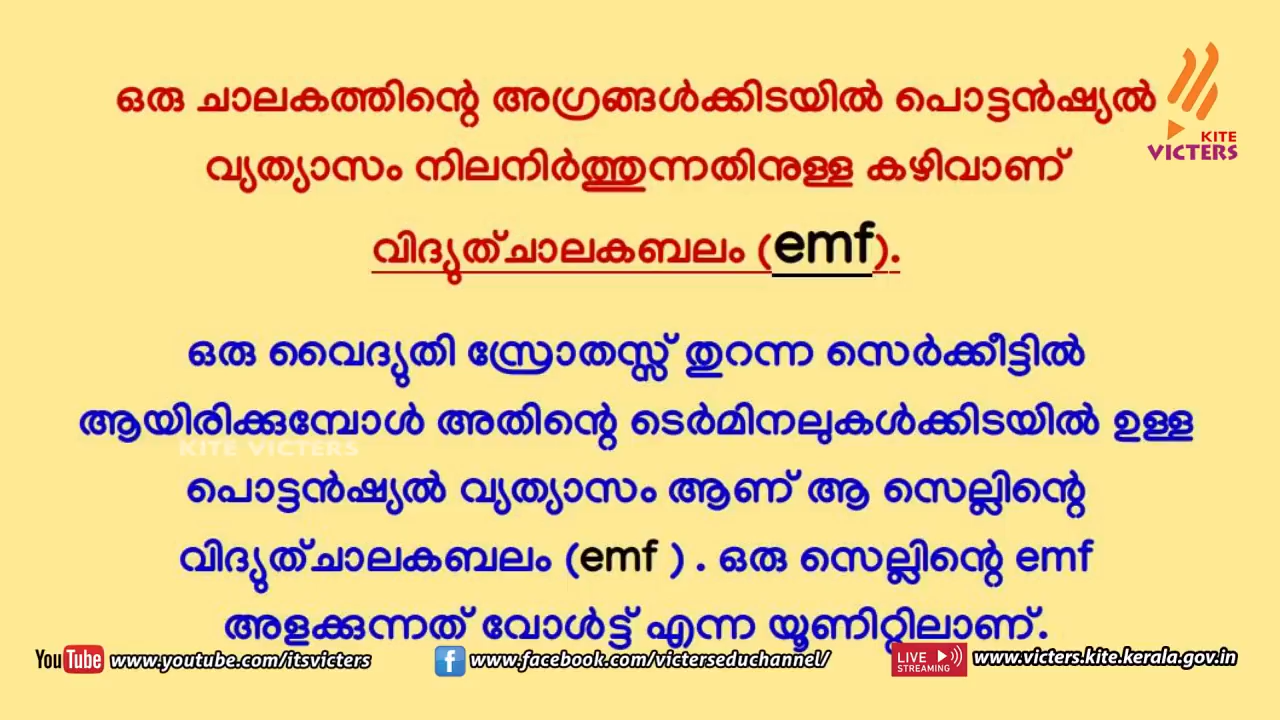 ഒരു ചാലകത്തിന്റെ അഗ്രങ്ങൾക്കിടയിൽ പൊട്ടൻഷ്യൽ
വ്യത്യാസം നിലനിർത്തുന്നതിനുള്ള കഴിവാണ്
വിദ്യുത്ചാലകബലം (emf).
KITE
VICTERS
ഒരു വൈദ്യുതി സ്രോതസ്സ് തുറന്ന സെർക്കീട്ടിൽ
ആയിരിക്കുമ്പോൾ അതിന്റെ ടെർമിനലുകൾക്കിടയിൽ ഉള്ള
KITE VICTERS
പൊട്ടൻഷ്യൽ വ്യത്യാസം ആണ് ആ സെല്ലിന്റെ
വിദ്യുത്ചാലകബലം (emf ) . ഒരു സെല്ലിന്റെ emf
അളക്കുന്നത് വോൾട്ട് എന്ന യൂണിറ്റിലാണ്.
YouTube www.youtube.com/itsvicters
f www.facebook.com/victerseduchannel/
LIVE
STREAMING
www.victers.kite.kerala.gov.in